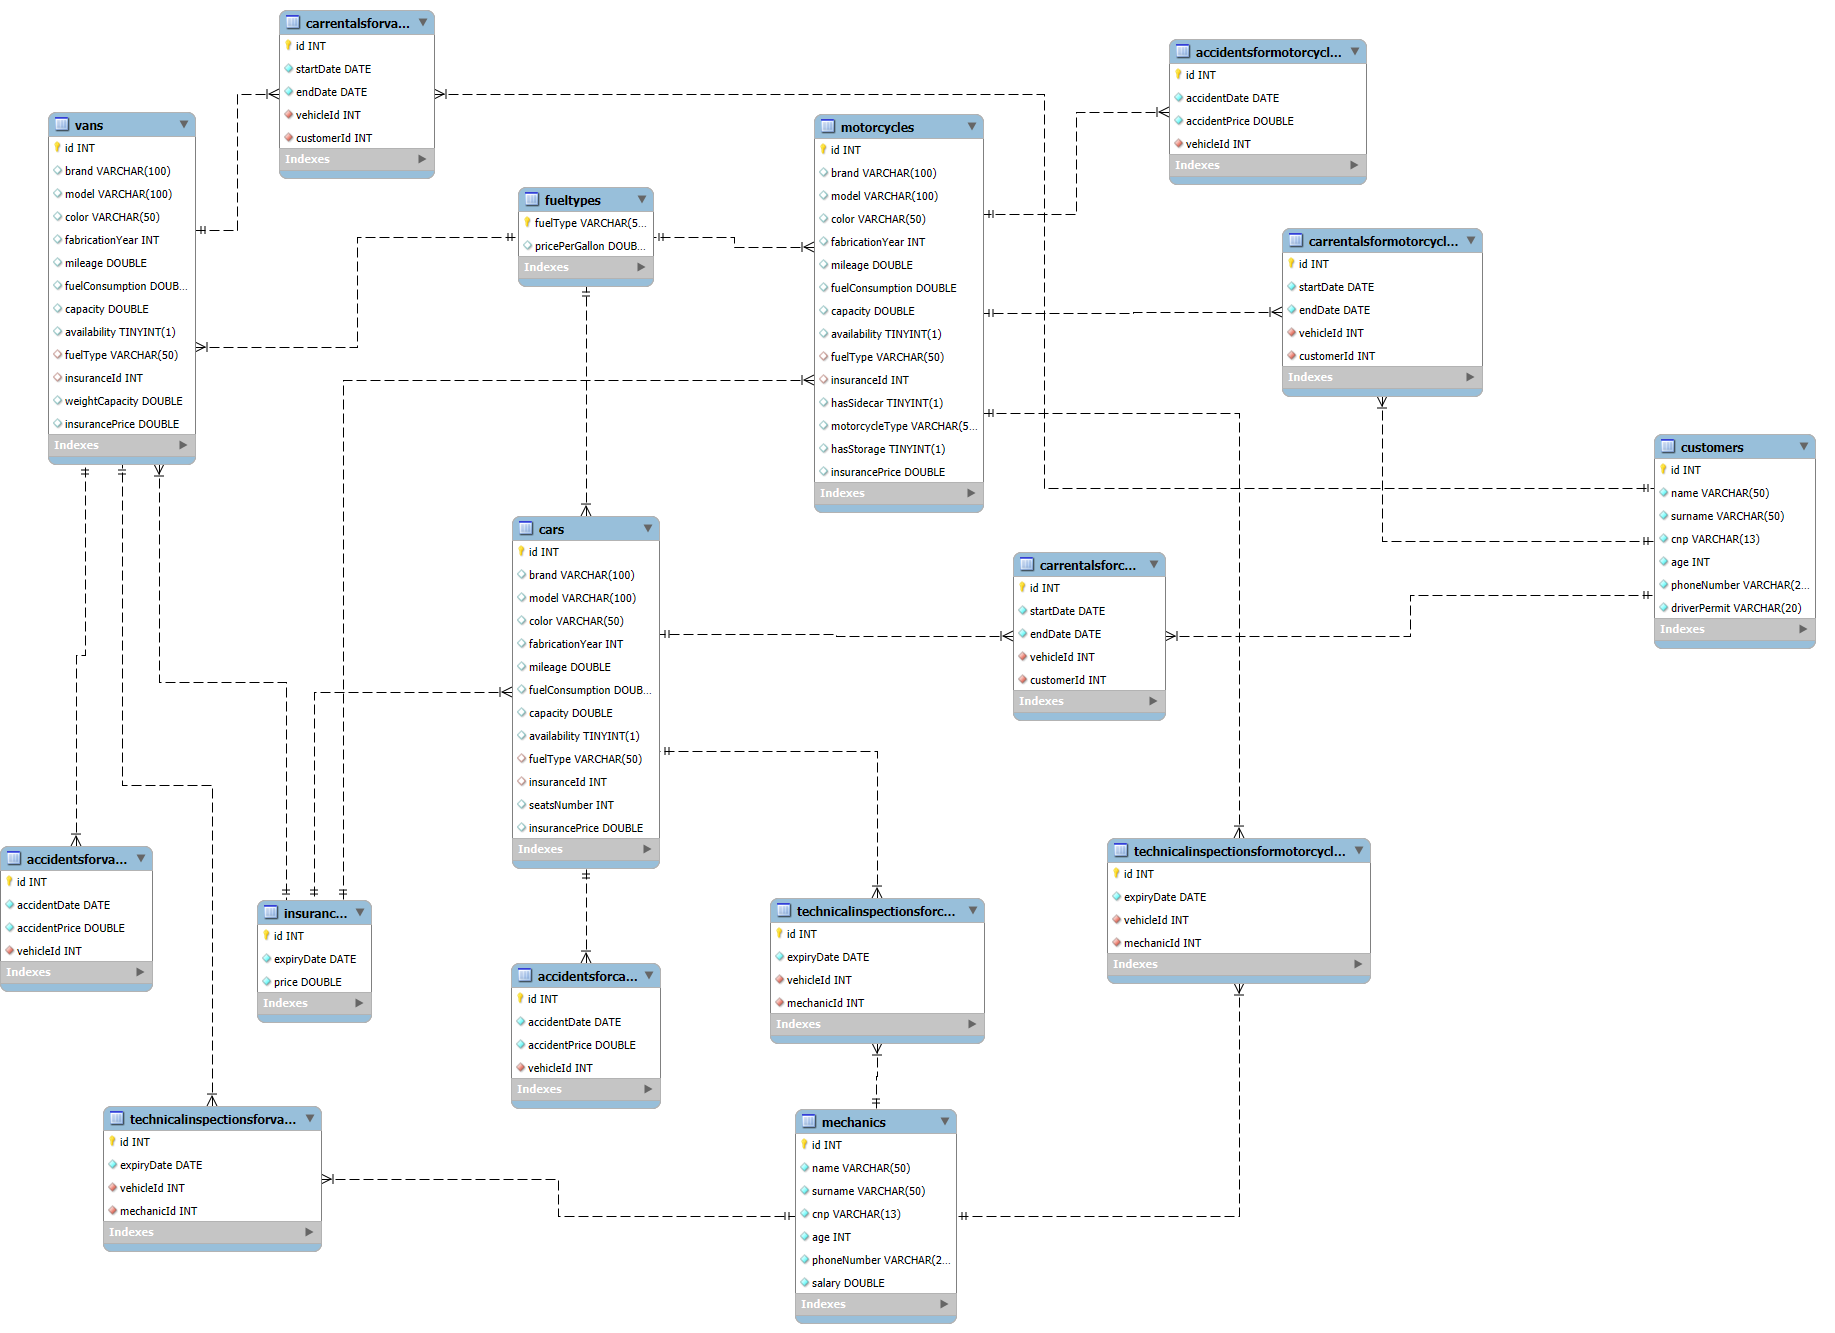 carrentalsforva...
id INT
startDate DATE
endDate DATE
vehicleId INT
customerId INT
Indexes
accidentsformotorcycl...
id INT
accidentDate DATE
accidentPrice DOUBLE
vehicleId INT
Indexes
vans
id INT
brand VARCHAR(100)
model VARCHAR(100)
color VARCHAR(50)
fabricationYear INT
mileage DOUBLE
fuelConsumption DOUB...
capacity DOUBLE
availability TINYINT(1)
fuelType VARCHAR(50)
insuranceId INT
weightCapacity DOUBLE
insurancePrice DOUBLE
Indexes
motorcycles
id INT
brand VARCHAR(100)
model VARCHAR(100)
color VARCHAR(50)
fabricationYear INT
mileage DOUBLE
fuelConsumption DOUBLE
capacity DOUBLE
availability TINYINT(1)
fuelType VARCHAR(50)
insuranceId INT
hasSidecar TINYINT(1)
motorcycleType VARCHAR(5...
hasStorage TINYINT(1)
insurancePrice DOUBLE
Indexes
fueltypes
fuelType VARCHAR(5...
pricePerGallon DOUB...
Indexes
carrentalsformotorcycl...
id INT
startDate DATE
endDate DATE
vehicleId INT
customerId INT
Indexes
customers
id INT
name VARCHAR(50)
surname VARCHAR(50)
cnp VARCHAR(13)
age INT
phoneNumber VARCHAR(2...
driverPermit VARCHAR(20)
Indexes
cars
id INT
brand VARCHAR(100)
model VARCHAR(100)
color VARCHAR(50)
fabricationYear INT
mileage DOUBLE
fuelConsumption DOUB...
capacity DOUBLE
availability TINYINT(1)
fuelType VARCHAR(50)
insuranceId INT
seatsNumber INT
insurancePrice DOUBLE
Indexes
carrentalsforc...
id INT
startDate DATE
endDate DATE
vehicleId INT
customerId INT
Indexes
accidentsforva...
id INT
accidentDate DATE
accidentPrice DOUBLE
vehicleId INT
Indexes
insuranc...
id INT
expiryDate DATE
price DOUBLE
Indexes
technicalinspectionsforc...
id INT
expiryDate DATE
vehicleId INT
mechanicId INT
Indexes
technicalinspectionsformotorcycl...
id INT
expiryDate DATE
vehicleId INT
mechanicId INT
Indexes
accidentsforca...
id INT
accidentDate DATE
accidentPrice DOUBLE
vehicleId INT
Indexes
technicalinspectionsforva...
id INT
expiryDate DATE
vehicleId INT
mechanicId INT
Indexes
mechanics
id INT
name VARCHAR(50)
surname VARCHAR(50)
cnp VARCHAR(13)
age INT
phoneNumber VARCHAR(2...
salary DOUBLE
Indexes